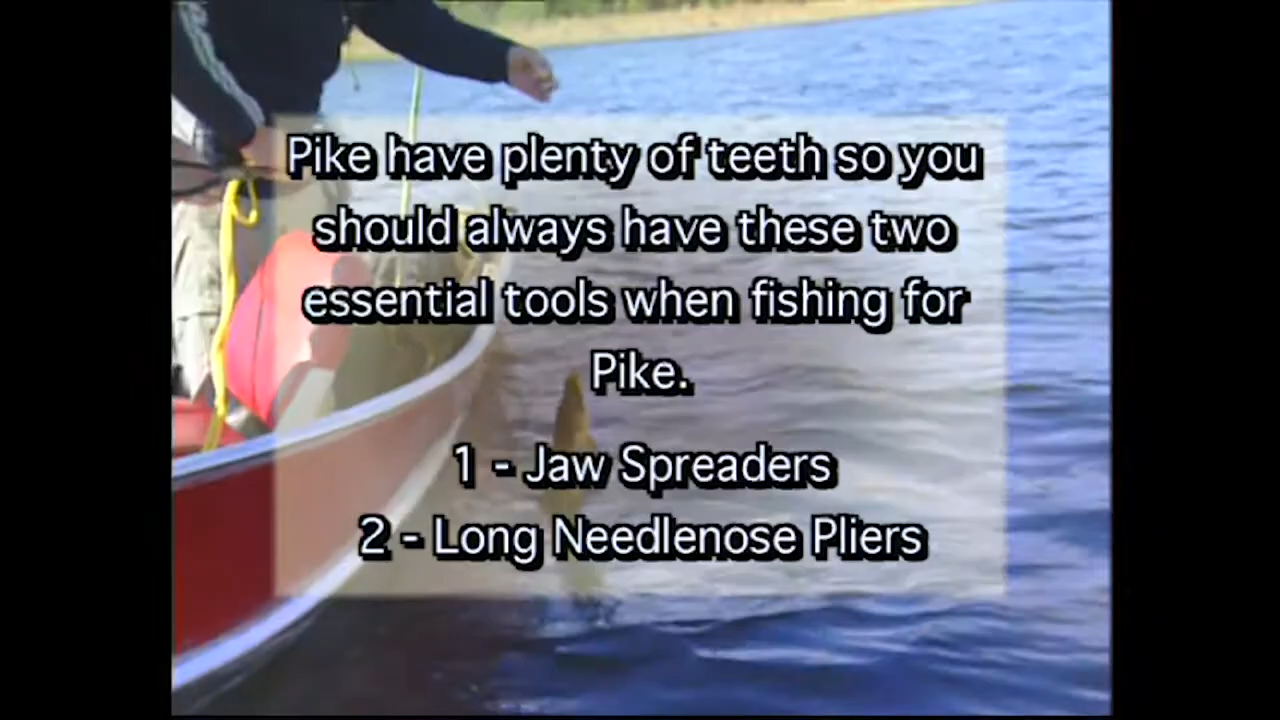 Pike have plenty of teeth so you
should always have these two
essential tools when fishing for
Pike.
1 - Jaw Spreaders
2 - Long Needlenose Pliers